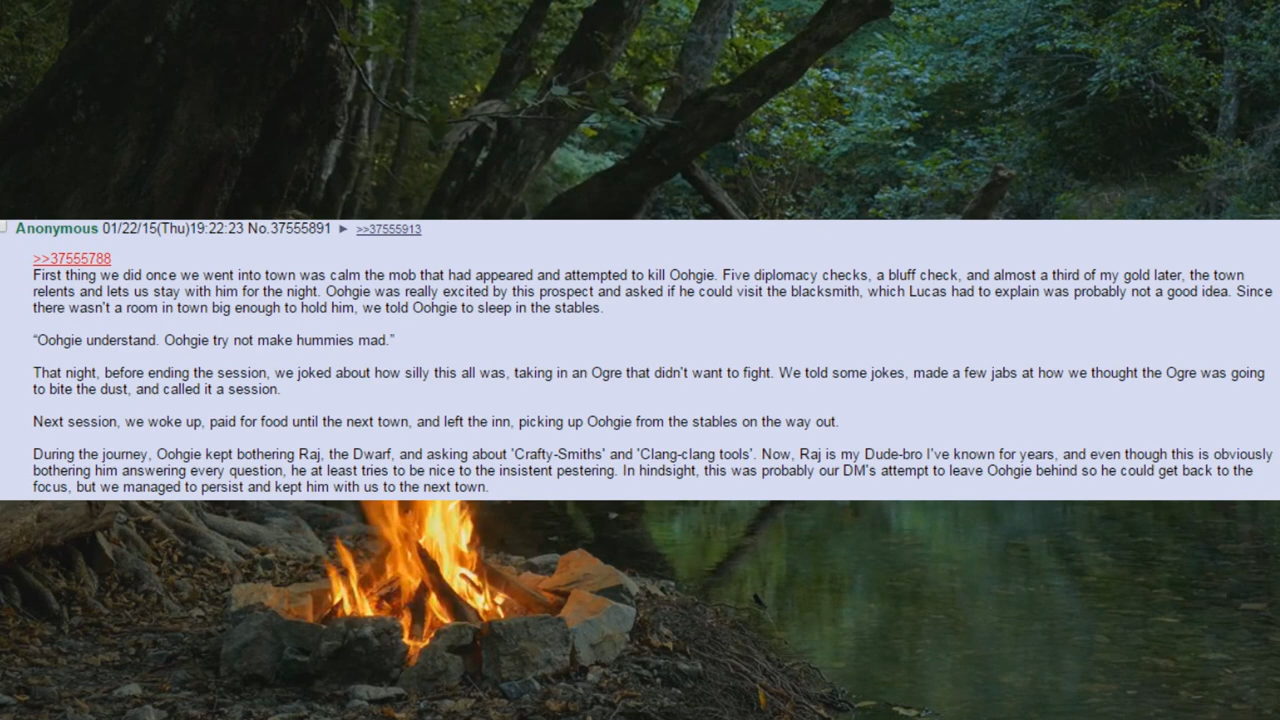 Anonymous 01/22/15(Thu)19:22:23 No.37555891 ► >>37555913
>>37555788
First thing we did once we went into town was calm the mob that had appeared and attempted to kill Oohgie. Five diplomacy checks, a bluff check, and almost a third of my gold later, the town
relents and lets us stay with him for the night. Oohgie was really excited by this prospect and asked if he could visit the blacksmith, which Lucas had to explain was probably not a good idea. Since
there wasn't a room in town big enough to hold him, we told Oohgie to sleep in the stables.
“Oohgie understand. Oohgie try not make hummies mad.”
That night, before ending the session, we joked about how silly this all was, taking in an Ogre that didn't want to fight. We told some jokes, made a few jabs at how we thought the Ogre was going
to bite the dust, and called it a session.
Next session, we woke up, paid for food until the next town, and left the inn, picking up Oohgie from the stables on the way out.
During the journey, Oohgie kept bothering Raj, the Dwarf, and asking about 'Crafty-Smiths' and 'Clang-clang tools'. Now, Raj is my Dude-bro I've known for years, and even though this is obviously
bothering him answering every question, he at least tries to be nice to the insistent pestering. In hindsight, this was probably our DM's attempt to leave Oohgie behind so he could get back to the
focus, but we managed to persist and kept him with us to the next town.